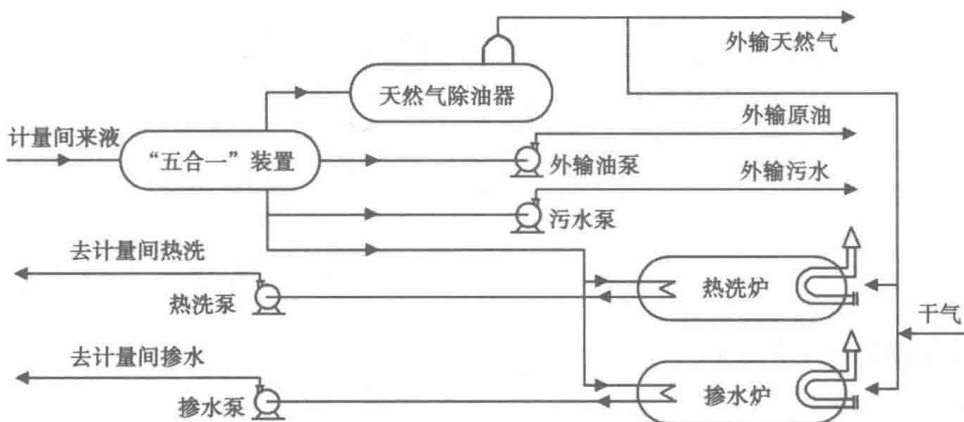 外输天然气
天然气除油器
外输原油
计量间来液
“五合一”装置
外输油泵
外输污水
污水泵
去计量间热洗
热洗炉
热洗泵
干气
去计量间掺水
掺水炉
掺水泵